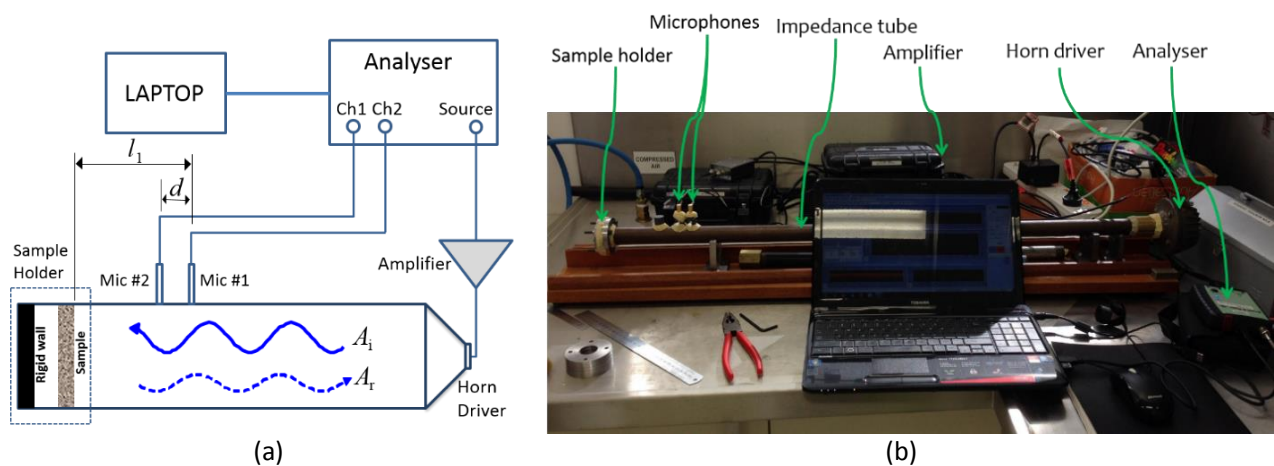 LAPTOP
Analyser
Ch1 Ch2 Source
l1
d
Sample
Holder
Mic #2
Mic #1
Amplifier
Rigid wall
Sample
Ai
Ar
Horn
Driver
(a)
Microphones
Impedance tube
Sample holder
Amplifier
Horn driver
Analyser
COMPRESSED
AIR
TOSHIBA
(b)